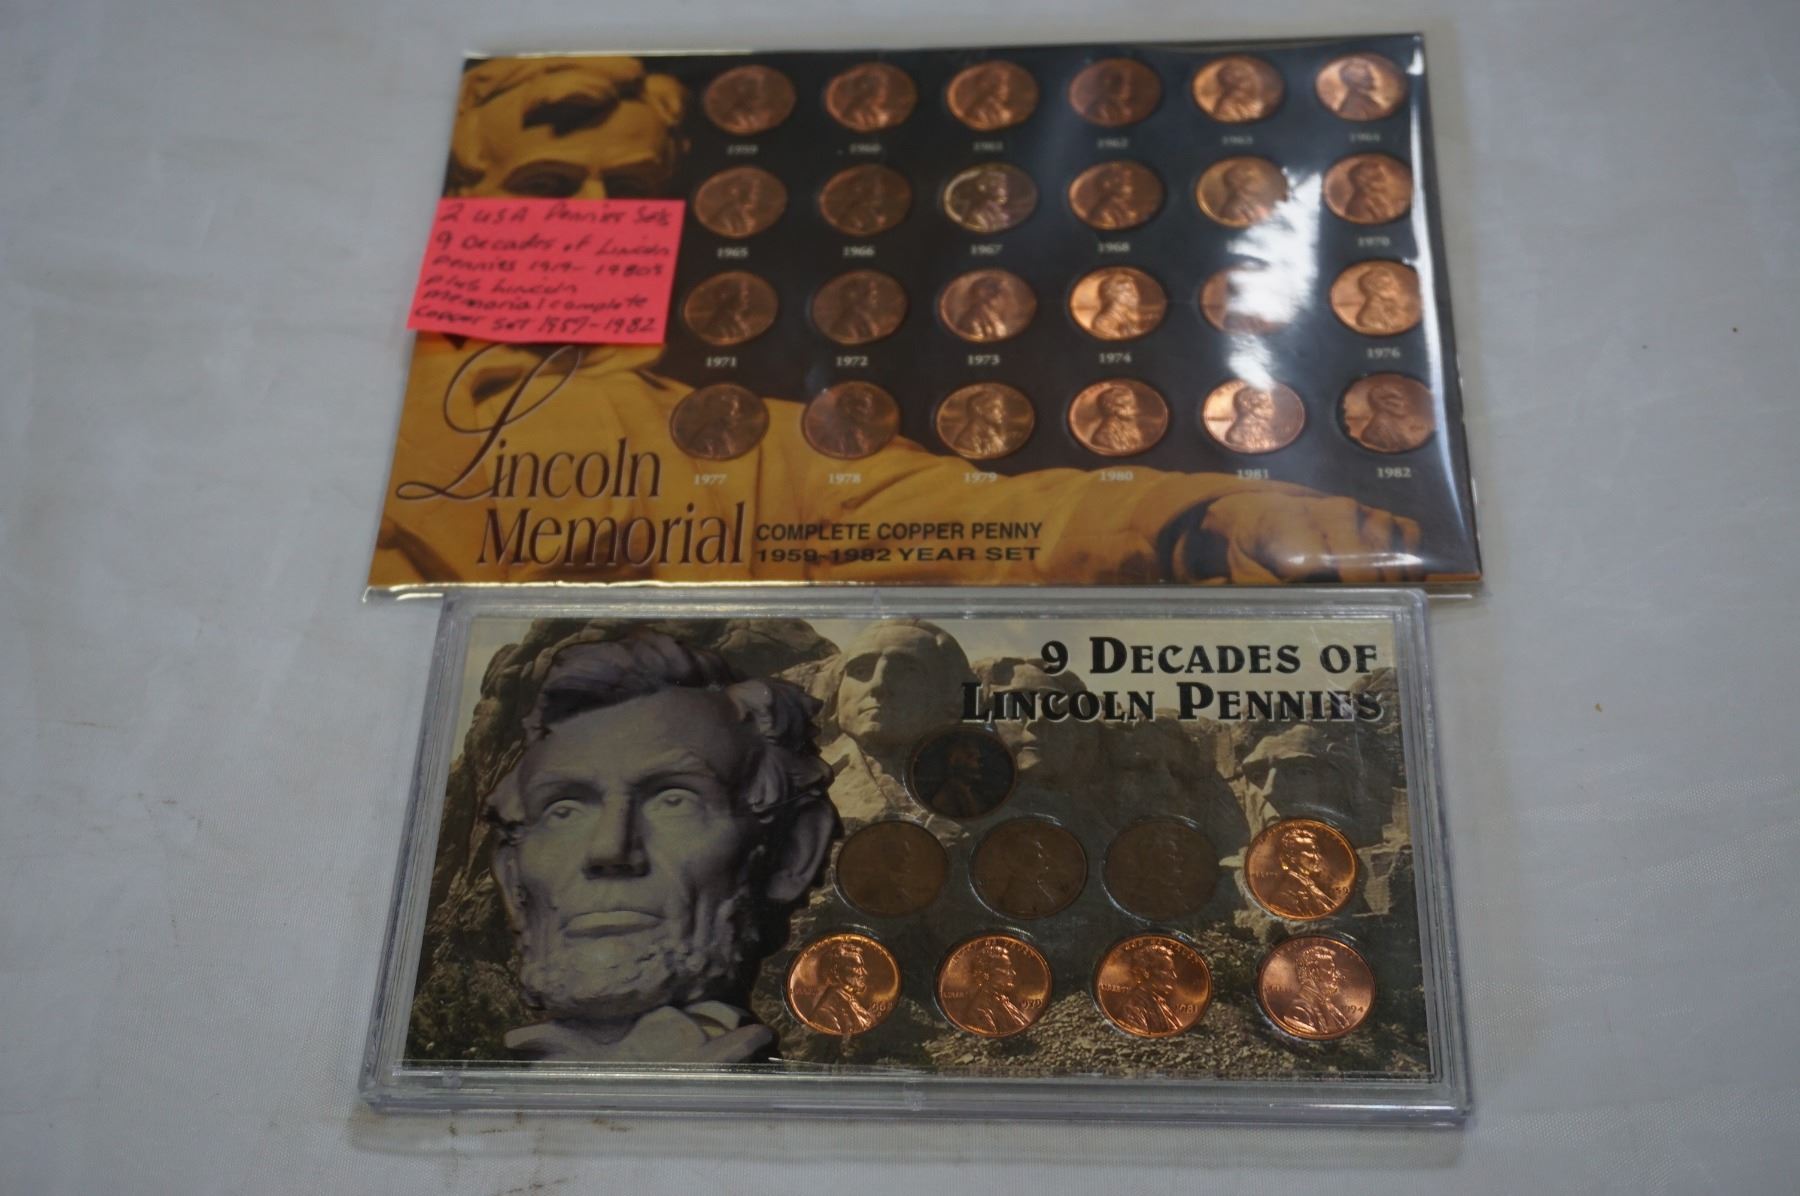 2 USA Pennies Sets
9 Decades of Lincoln
Pennies 1919-1980s
plus Lincoln
Memorial complete
Copper Set 1959-1982
1959 1960 1961 1962 1963 1964
1965 1966 1967 1968 1970
1971 1972 1973 1974 1976
1977 1978 1979 1980 1981 1982
Lincoln
Memorial
COMPLETE COPPER PENNY
1959-1982 YEAR SET
9 DECADES OF
LINCOLN PENNIES